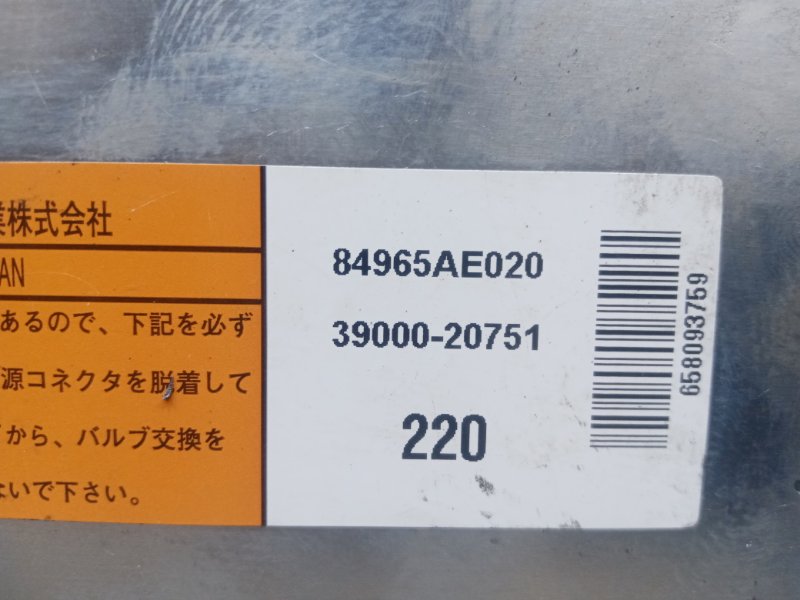 業株式会社
AN
あるので、下記を必ず
源コネクタを脱着して
から、バルブ交換を
ないで下さい。
84965AE020
39000-20751
220
658093759